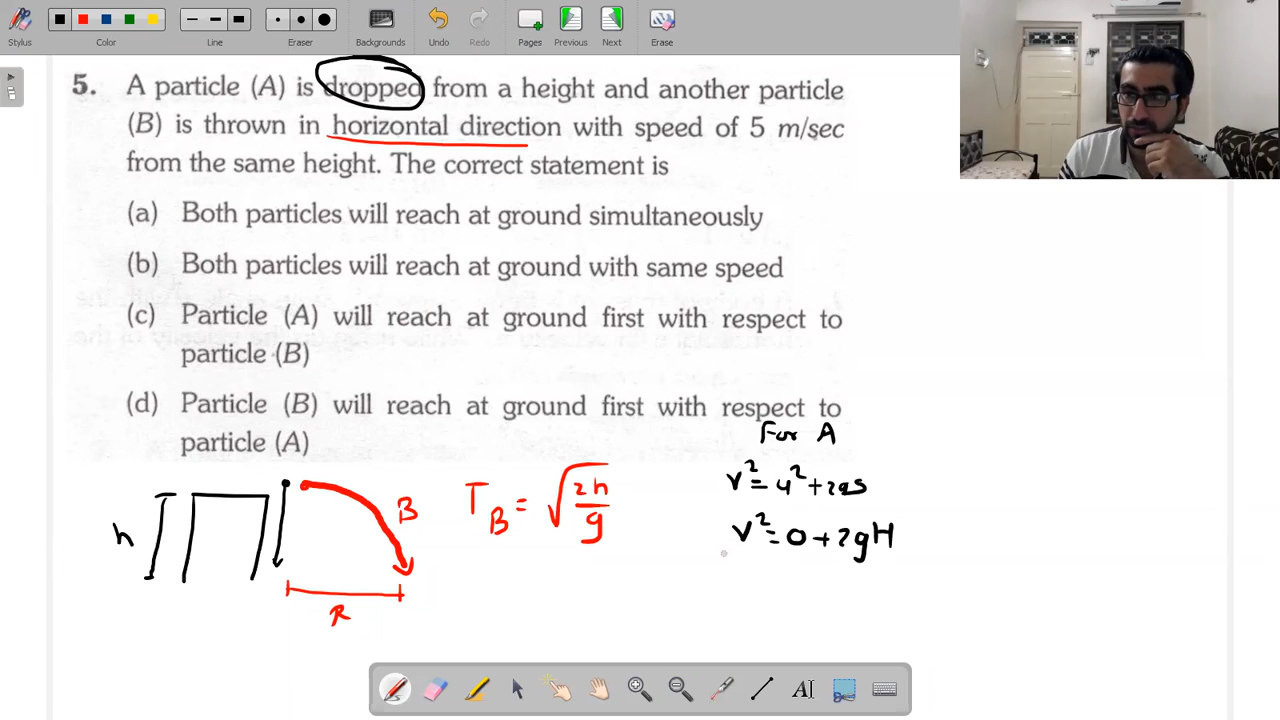 Stylus
Color
Line
Eraser
Backgrounds
Undo
Redo
Pages
Previous
Next
Erase
5. A particle (A) is dropped from a height and another particle
(B) is thrown in horizontal direction with speed of 5 m/sec
from the same height. The correct statement is
(a) Both particles will reach at ground simultaneously
(b) Both particles will reach at ground with same speed
(c) Particle (A) will reach at ground first with respect to
particle (B)
(d) Particle (B) will reach at ground first with respect to
particle (A)
For A
v² = u² + 2as
v² = 0 + 2gH
h
B
T_B = √(2h/g)
R
AI